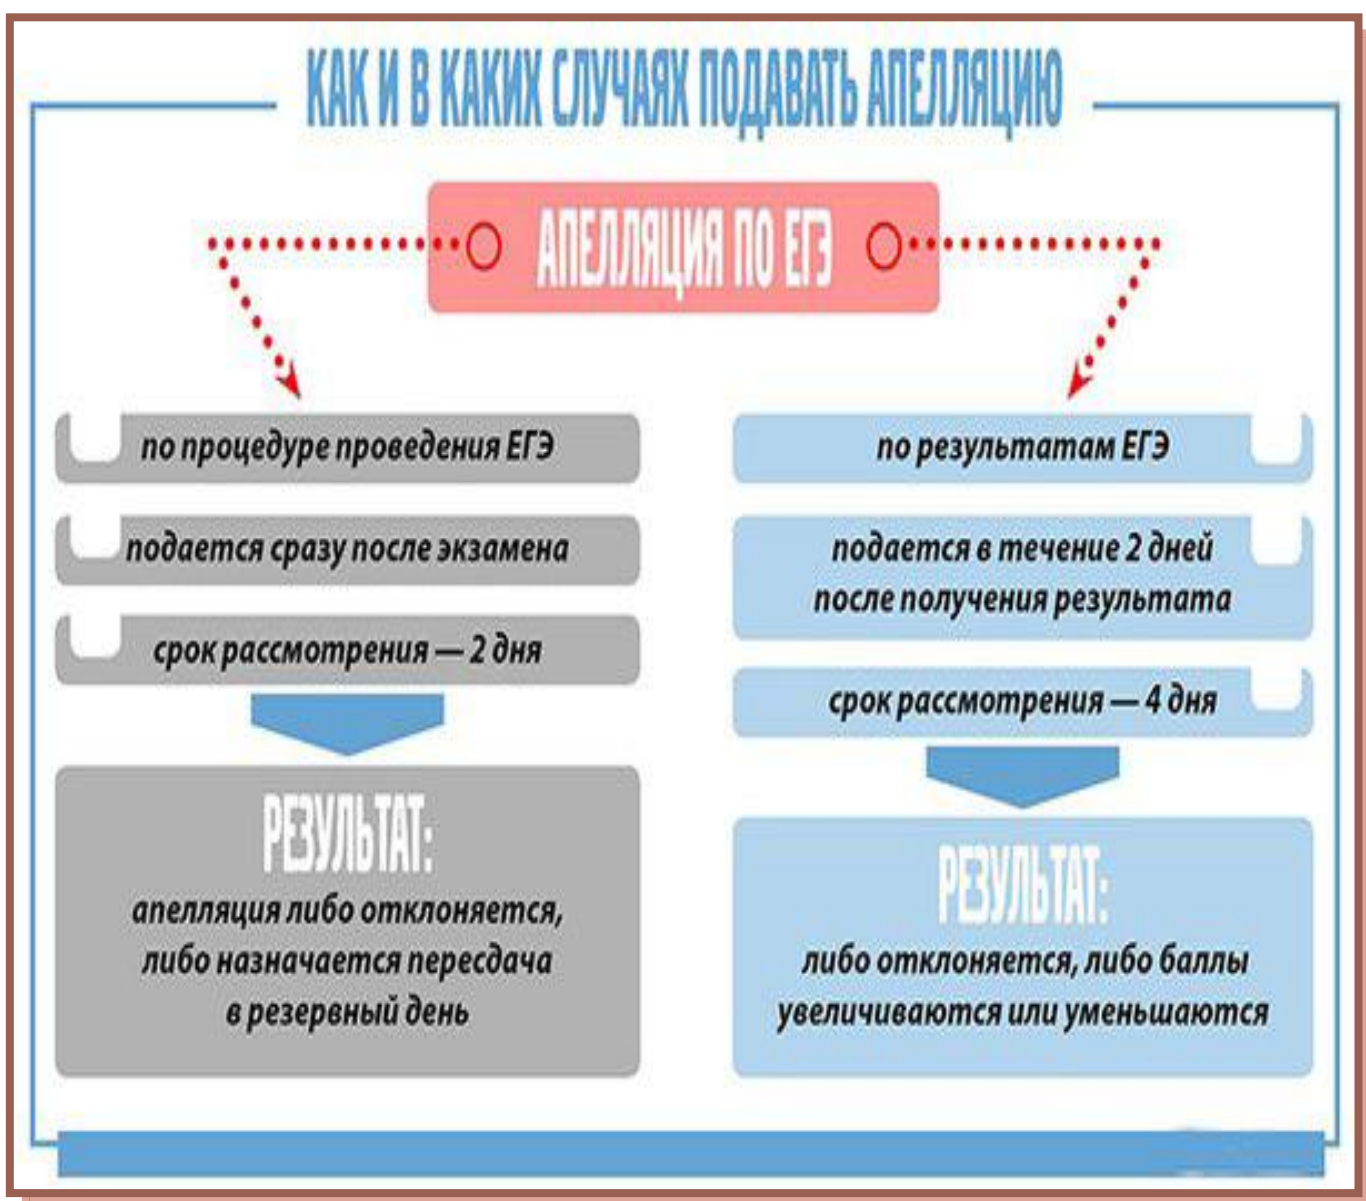 КАК И В КАКИХ СЛУЧАЯХ ПОДАВАТЬ АПЕЛЛЯЦИЮ
АПЕЛЛЯЦИЯ ПО ЕГЭ
по процедуре проведения ЕГЭ
подается сразу после экзамена
срок рассмотрения — 2 дня
РЕЗУЛЬТАТ:
апелляция либо отклоняется,
либо назначается пересдача
в резервный день
по результатам ЕГЭ
подается в течение 2 дней
после получения результата
срок рассмотрения — 4 дня
РЕЗУЛЬТАТ:
либо отклоняется, либо баллы
увеличиваются или уменьшаются